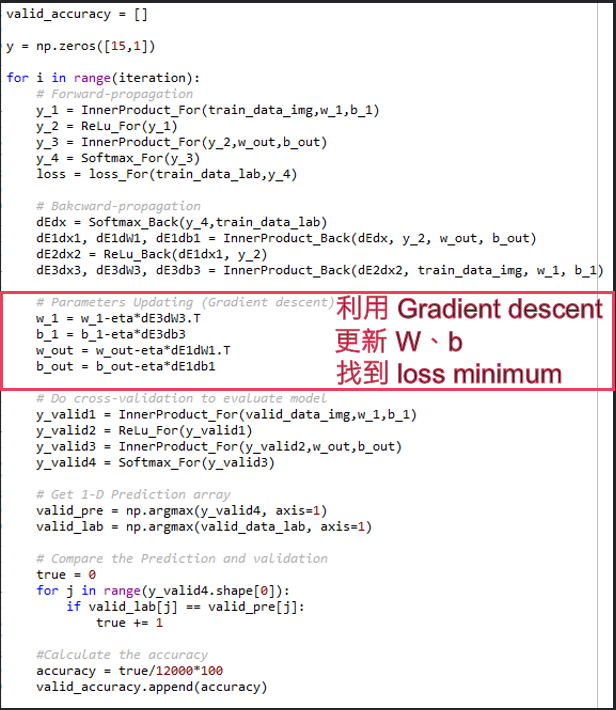 valid_accuracy = []
y = np.zeros([15,1])
for i in range(iteration):
# Forward-propagation
y_1 = InnerProduct_For(train_data_img,w_1,b_1)
y_2 = ReLu_For(y_1)
y_3 = InnerProduct_For(y_2,w_out,b_out)
y_4 = Softmax_For(y_3)
loss = loss_For(train_data_lab,y_4)
# Bakcward-propagation
dEdx = Softmax_Back(y_4,train_data_lab)
dE1dx1, dE1dW1, dE1db1 = InnerProduct_Back(dEdx, y_2, w_out, b_out)
dE2dx2 = ReLu_Back(dE1dx1, y_2)
dE3dx3, dE3dW3, dE3db3 = InnerProduct_Back(dE2dx2, train_data_img, w_1, b_1)
# Parameters Updating (Gradient descent)
w_1 = w_1-eta*dE3dW3.T
b_1 = b_1-eta*dE3db3
w_out = w_out-eta*dE1dW1.T
b_out = b_out-eta*dE1db1
利用 Gradient descent
更新 W、b
找到 loss minimum
# Do cross-validation to evaluate model
y_valid1 = InnerProduct_For(valid_data_img,w_1,b_1)
y_valid2 = ReLu_For(y_valid1)
y_valid3 = InnerProduct_For(y_valid2,w_out,b_out)
y_valid4 = Softmax_For(y_valid3)
# Get 1-D Prediction array
valid_pre = np.argmax(y_valid4, axis=1)
valid_lab = np.argmax(valid_data_lab, axis=1)
# Compare the Prediction and validation
true = 0
for j in range(y_valid4.shape[0]):
if valid_lab[j] == valid_pre[j]:
true += 1
#Calculate the accuracy
accuracy = true/12000*100
valid_accuracy.append(accuracy)